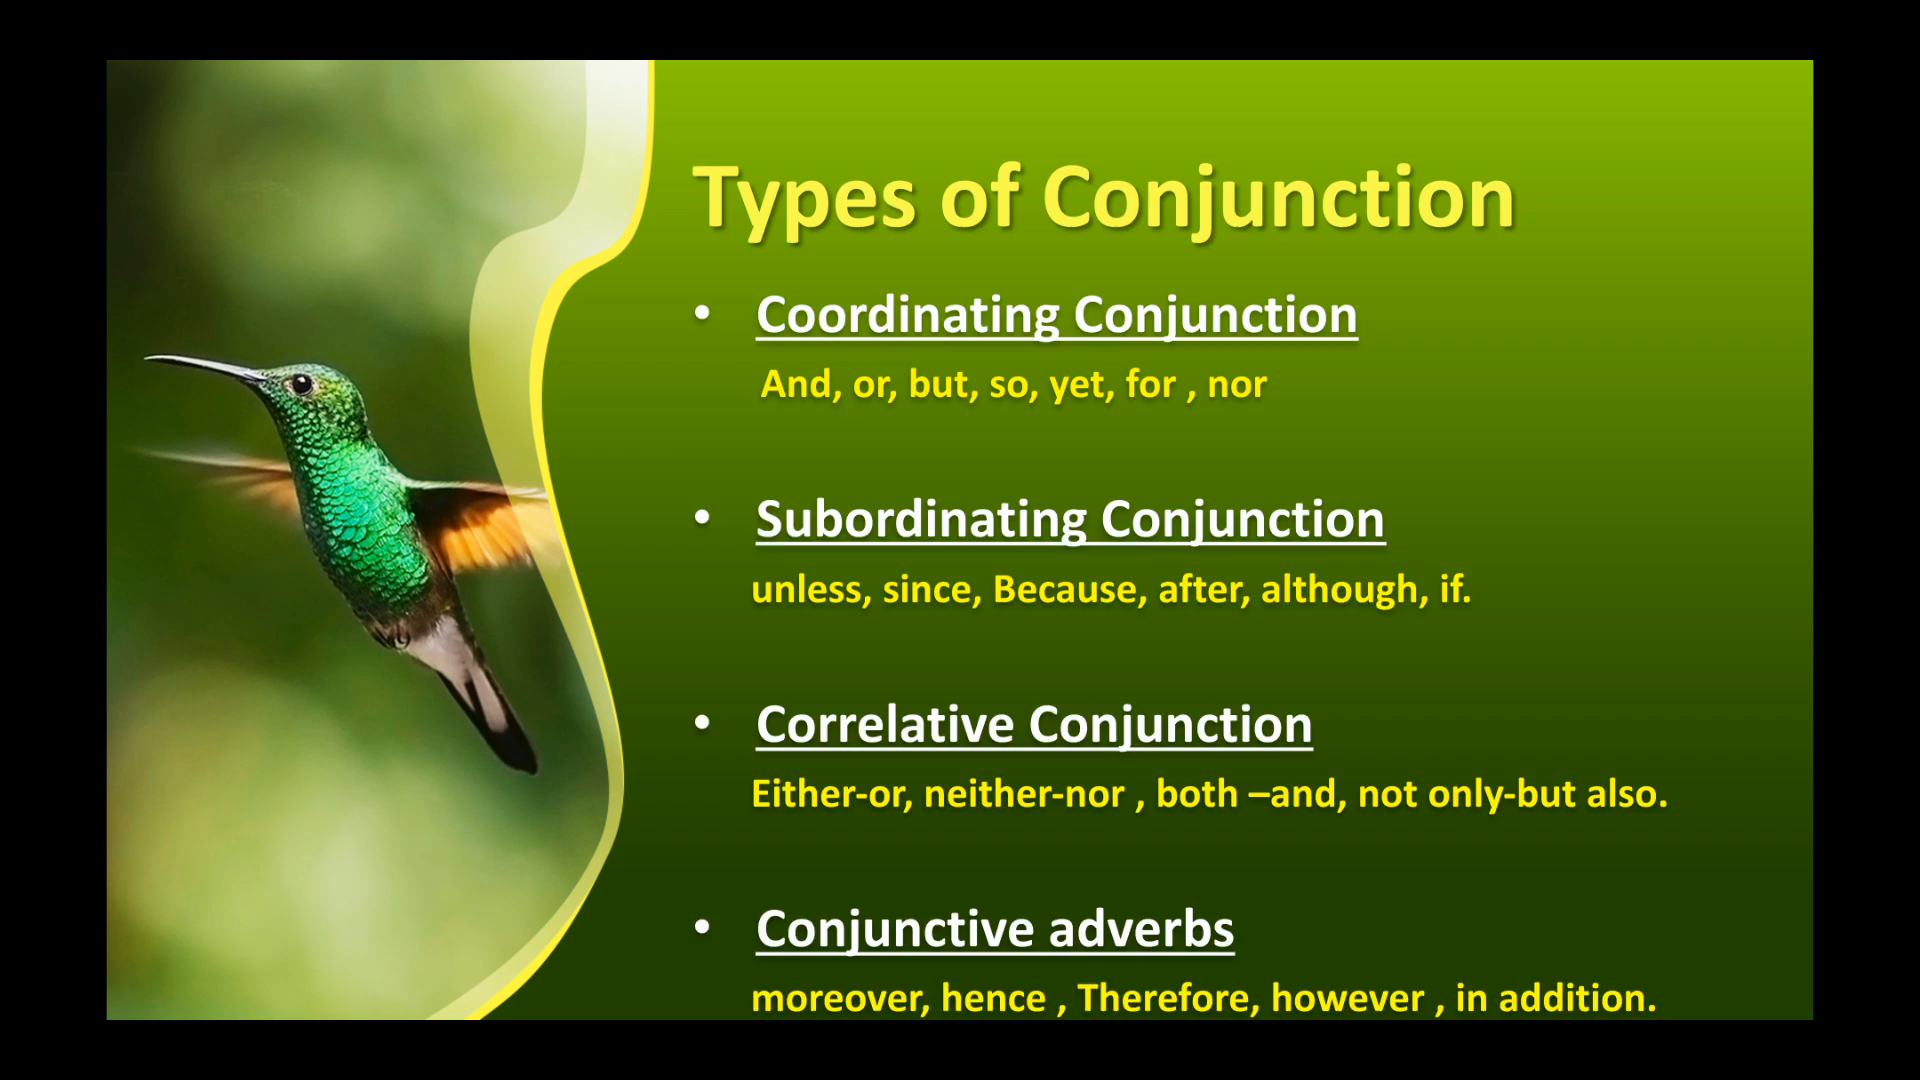 Types of Conjunction
• Coordinating Conjunction
And, or, but, so, yet, for , nor
• Subordinating Conjunction
unless, since, Because, after, although, if.
• Correlative Conjunction
Either-or, neither-nor , both –and, not only-but also.
• Conjunctive adverbs
moreover, hence , Therefore, however , in addition.